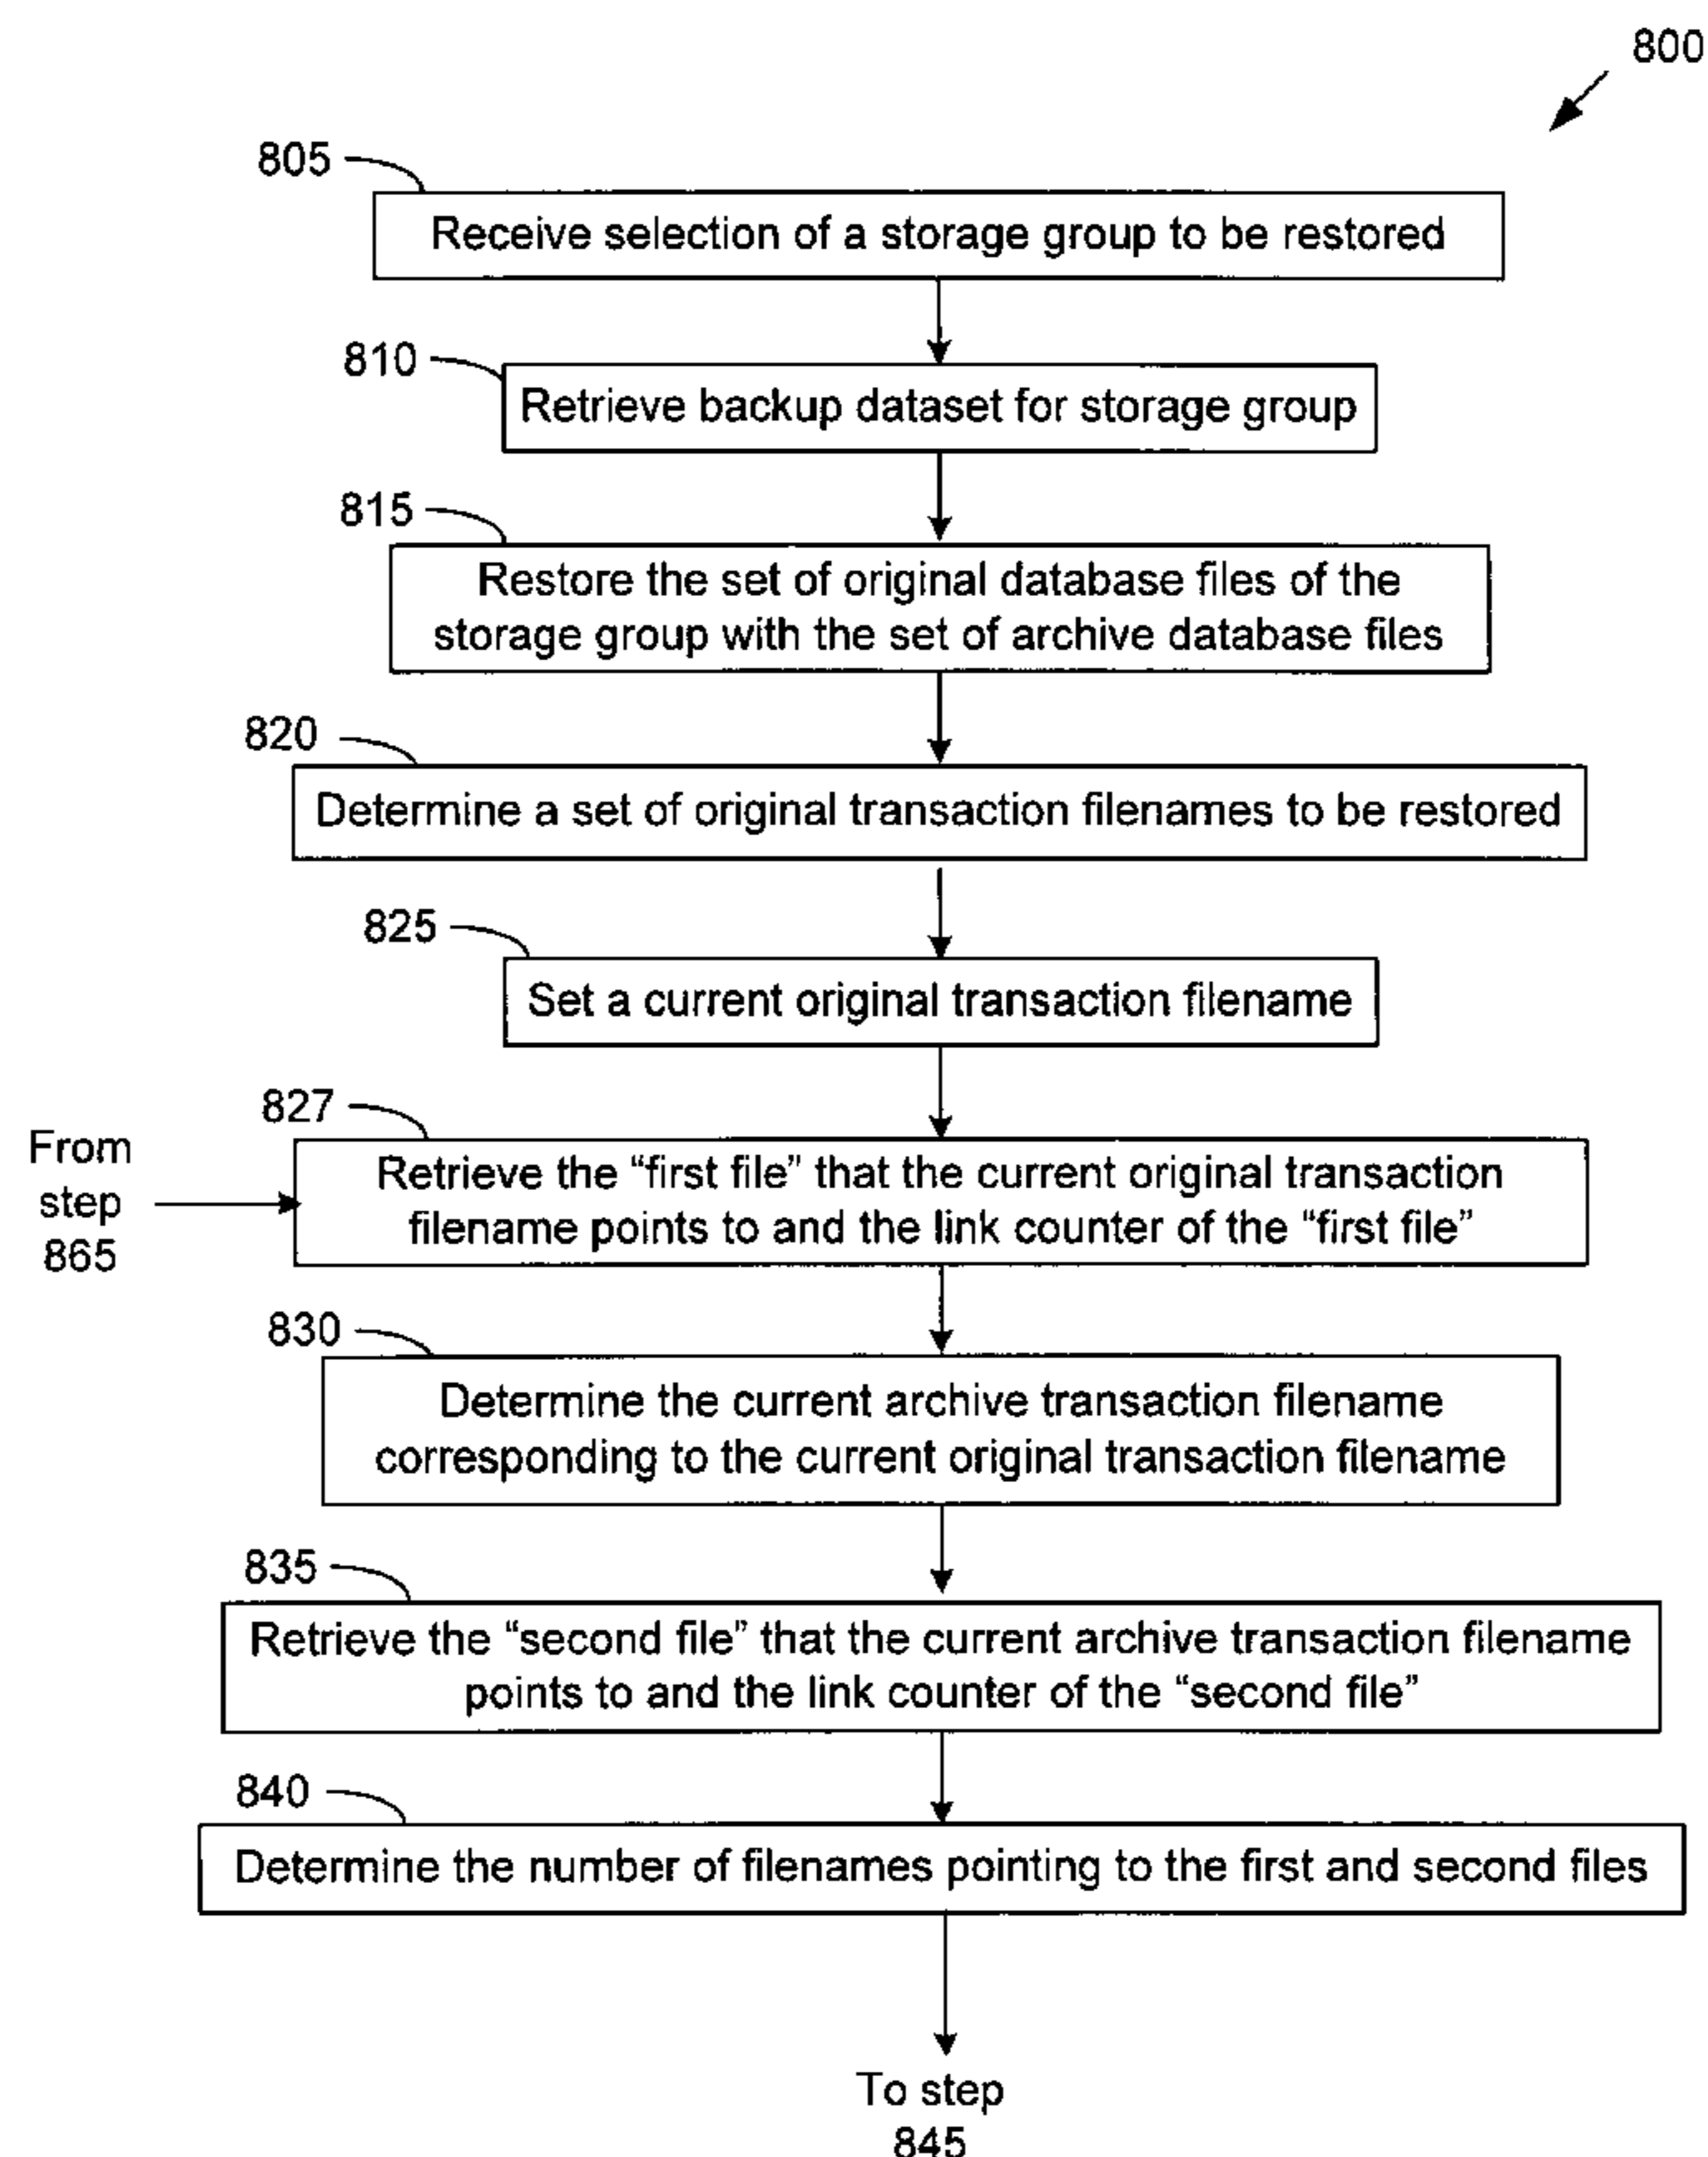 800
805
Receive selection of a storage group to be restored
810
Retrieve backup dataset for storage group
815
Restore the set of original database files of the
storage group with the set of archive database files
820
Determine a set of original transaction filenames to be restored
825
Set a current original transaction filename
827
From
step
865
Retrieve the “first file” that the current original transaction
filename points to and the link counter of the “first file”
830
Determine the current archive transaction filename
corresponding to the current original transaction filename
835
Retrieve the “second file” that the current archive transaction filename
points to and the link counter of the “second file”
840
Determine the number of filenames pointing to the first and second files
To step
845